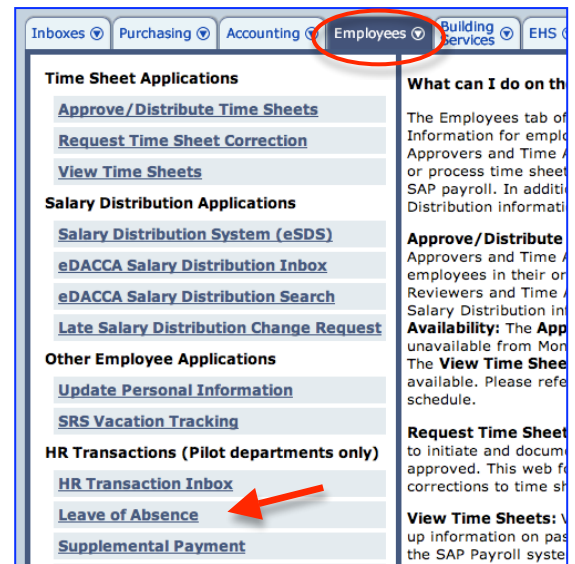 Inboxes Purchasing Accounting Employees Building Services EHS
Time Sheet Applications
Approve/Distribute Time Sheets
Request Time Sheet Correction
View Time Sheets
Salary Distribution Applications
Salary Distribution System (eSDS)
eDACCA Salary Distribution Inbox
eDACCA Salary Distribution Search
Late Salary Distribution Change Request
Other Employee Applications
Update Personal Information
SRS Vacation Tracking
HR Transactions (Pilot departments only)
HR Transaction Inbox
Leave of Absence
Supplemental Payment
What can I do on th
The Employees tab of
Information for emplo
Approvers and Time
or process time sheet
SAP payroll. In additi
Distribution informati
Approve/Distribute
Approvers and Time
employees in their or
Reviewers and Time
Salary Distribution in
Availability: The App
unavailable from Mon
The View Time Shee
available. Please refe
schedule.
Request Time Sheet
to initiate and docum
approved. This web fo
corrections to time sh
View Time Sheets:
up information on pas
the SAP Payroll syste